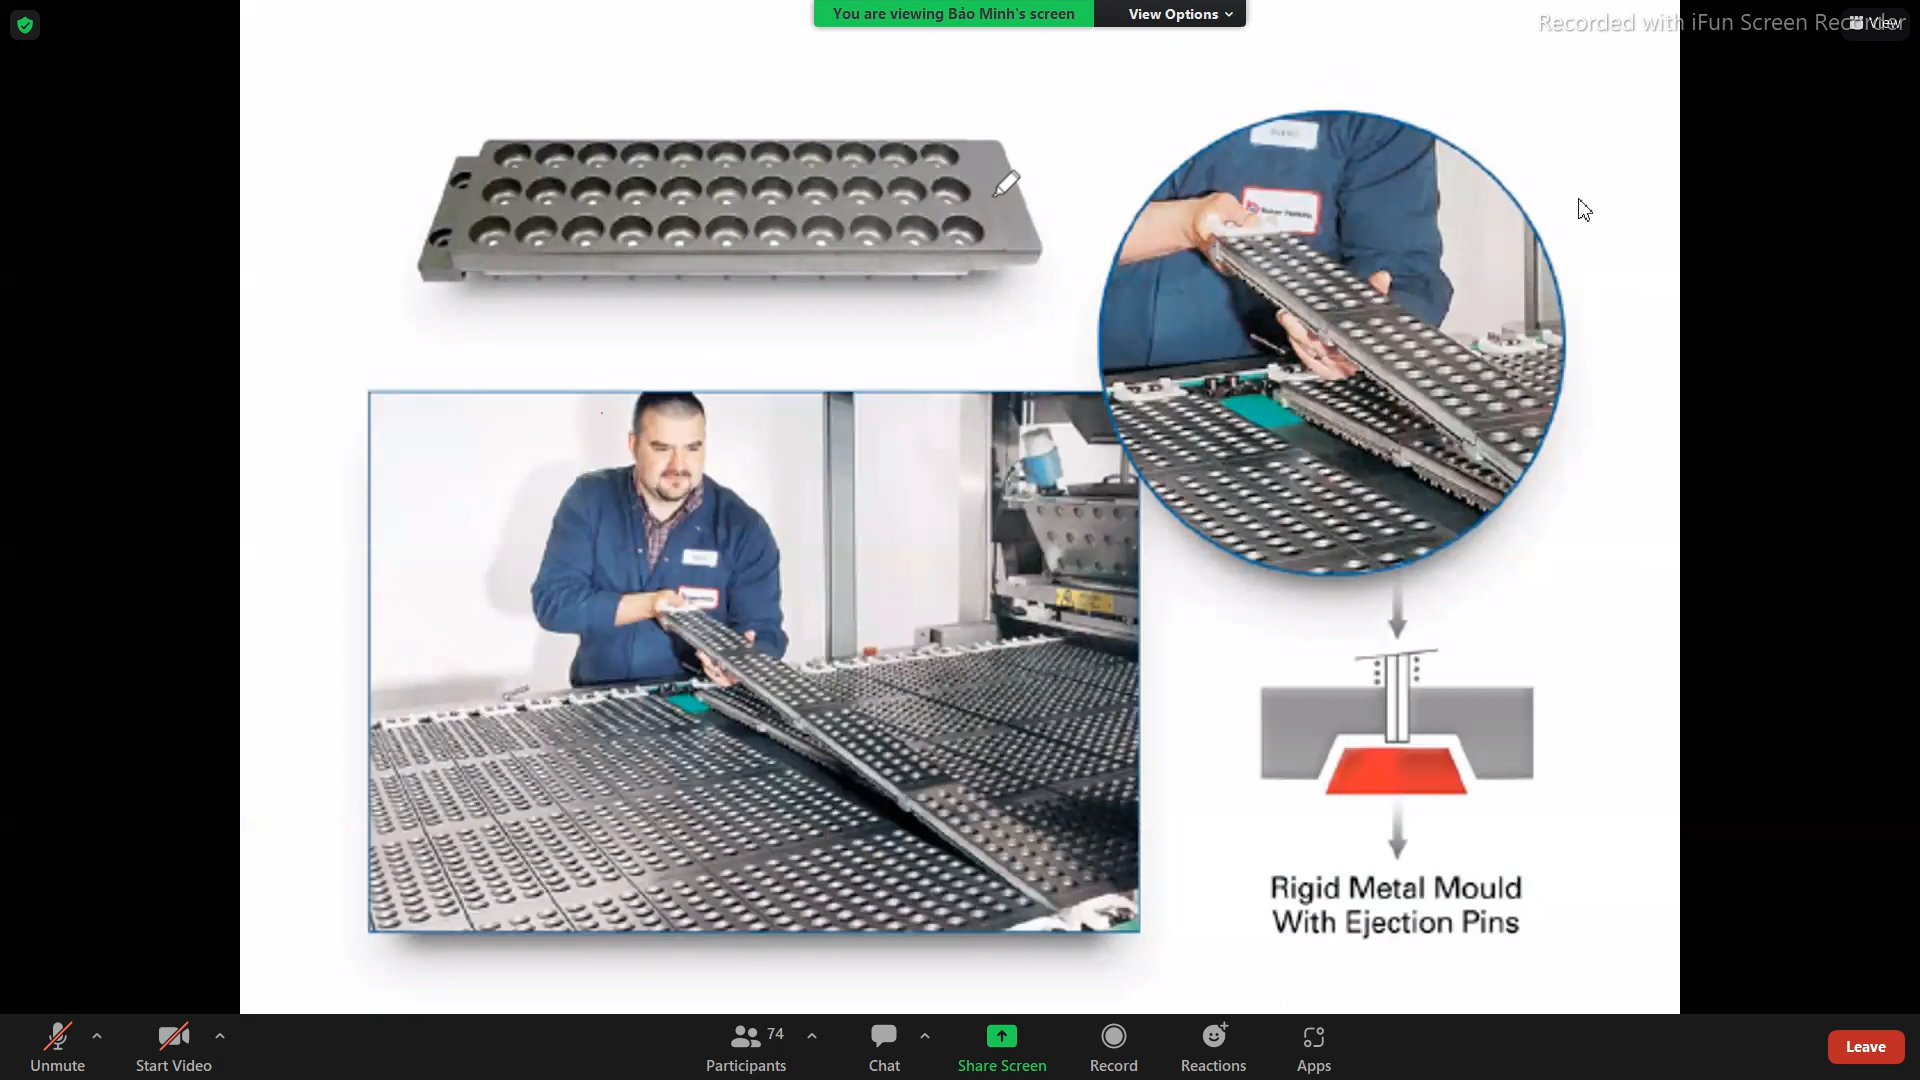 You are viewing Bảo Minh's screen
View Options
Recorded with iFun Screen Recorder
View
Rigid Metal Mould
With Ejection Pins
Unmute
Start Video
74
Participants
Chat
Share Screen
Record
Reactions
Apps
Leave